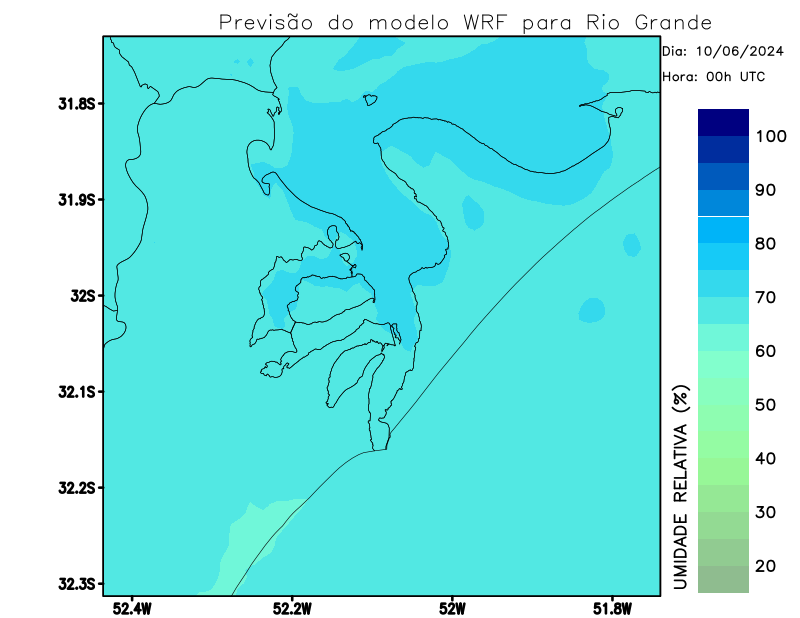 Previsão do modelo WRF para Rio Grande
Dia: 10/06/2024
Hora: 00h UTC
31.8S
31.9S
32S
32.1S
32.2S
32.3S
52.4W
52.2W
52W
51.8W
100
90
80
70
60
50
40
30
20
UMIDADE RELATIVA (%)